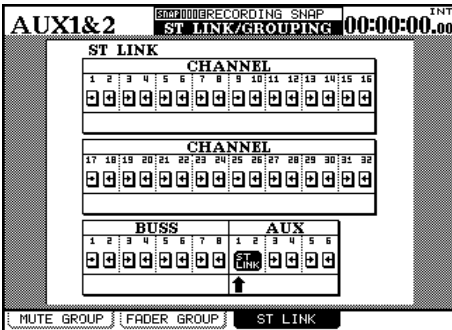 AUX1&2 SNAP000 RECORDING SNAP ST LINK/GROUPING INT 00:00:00.00
ST LINK
CHANNEL
1 2 3 4 5 6 7 8 9 10 11 12 13 14 15 16
CHANNEL
17 18 19 20 21 22 23 24 25 26 27 28 29 30 31 32
BUSS AUX
1 2 3 4 5 6 7 8 1 2 3 4 5 6
ST LINK
MUTE GROUP FADER GROUP ST LINK